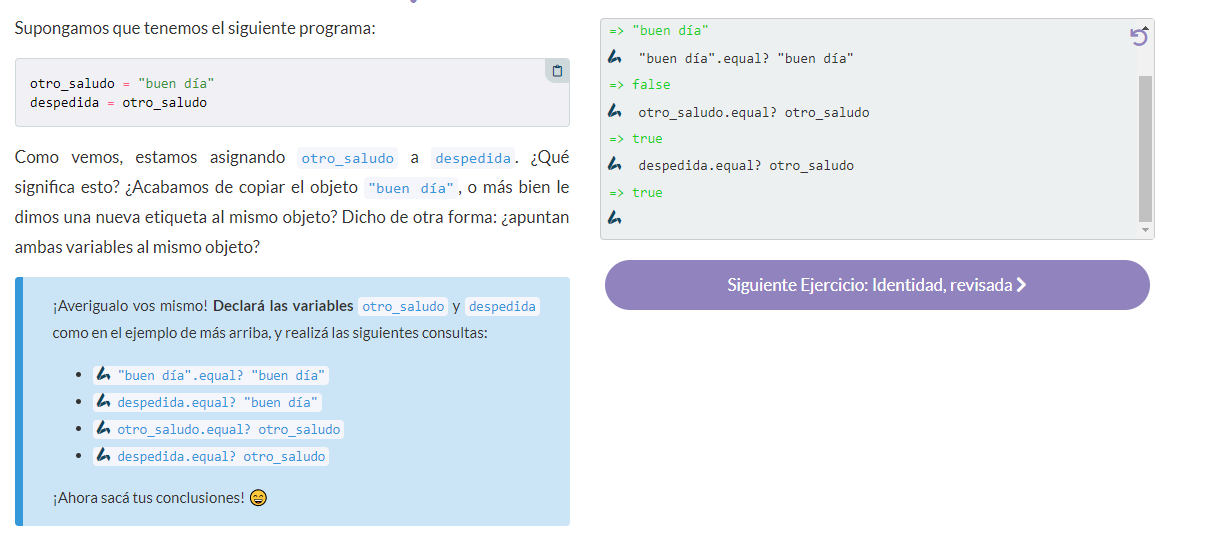 Supongamos que tenemos el siguiente programa:
otro_saludo = "buen día"
despedida = otro_saludo
Como vemos, estamos asignando otro_saludo a despedida. ¿Qué
significa esto? ¿Acabamos de copiar el objeto "buen día", o más bien le
dimos una nueva etiqueta al mismo objeto? Dicho de otra forma: ¿apuntan
ambas variables al mismo objeto?
¡Averigualo vos mismo! Declará las variables otro_saludo y despedida
como en el ejemplo de más arriba, y realizá las siguientes consultas:
"buen día".equal? "buen día"
despedida.equal? "buen día"
otro_saludo.equal? otro_saludo
despedida.equal? otro_saludo
¡Ahora sacá tus conclusiones! 😄
=> "buen día"
"buen día".equal? "buen día"
=> false
otro_saludo.equal? otro_saludo
=> true
despedida.equal? otro_saludo
=> true
Siguiente Ejercicio: Identidad, revisada